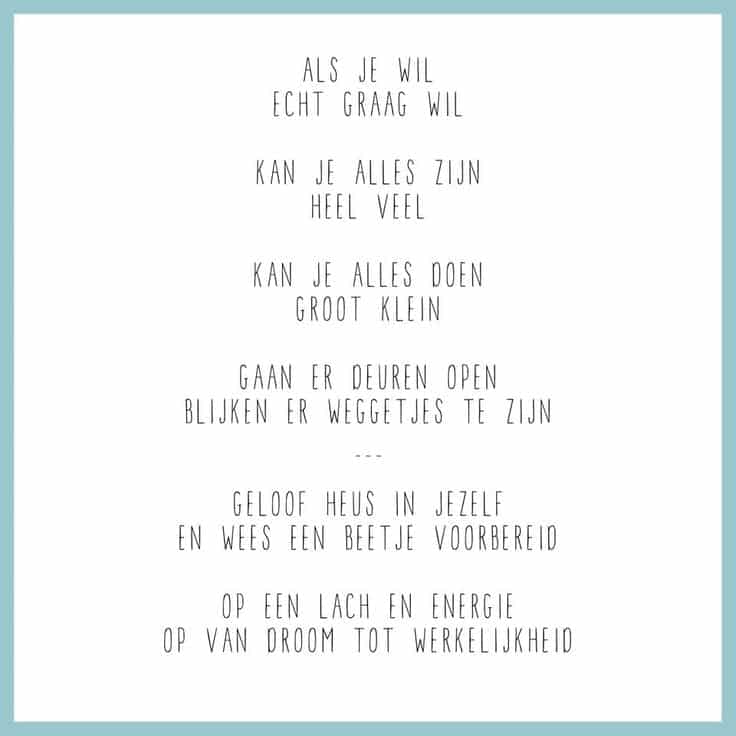 ALS JE WIL
ECHT GRAAG WIL
KAN JE ALLES ZIJN
HEEL VEEL
KAN JE ALLES DOEN
GROOT KLEIN
GAAN ER DEUREN OPEN
BLIJKEN ER WEGGETJES TE ZIJN
---
GELOOF HEUS IN JEZELF
EN WEES EEN BEETJE VOORBEREID
OP EEN LACH EN ENERGIE
OP VAN DROOM TOT WERKELIJKHEID